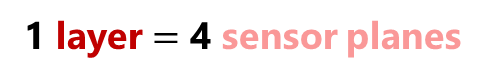 1 layer = 4 sensor planes